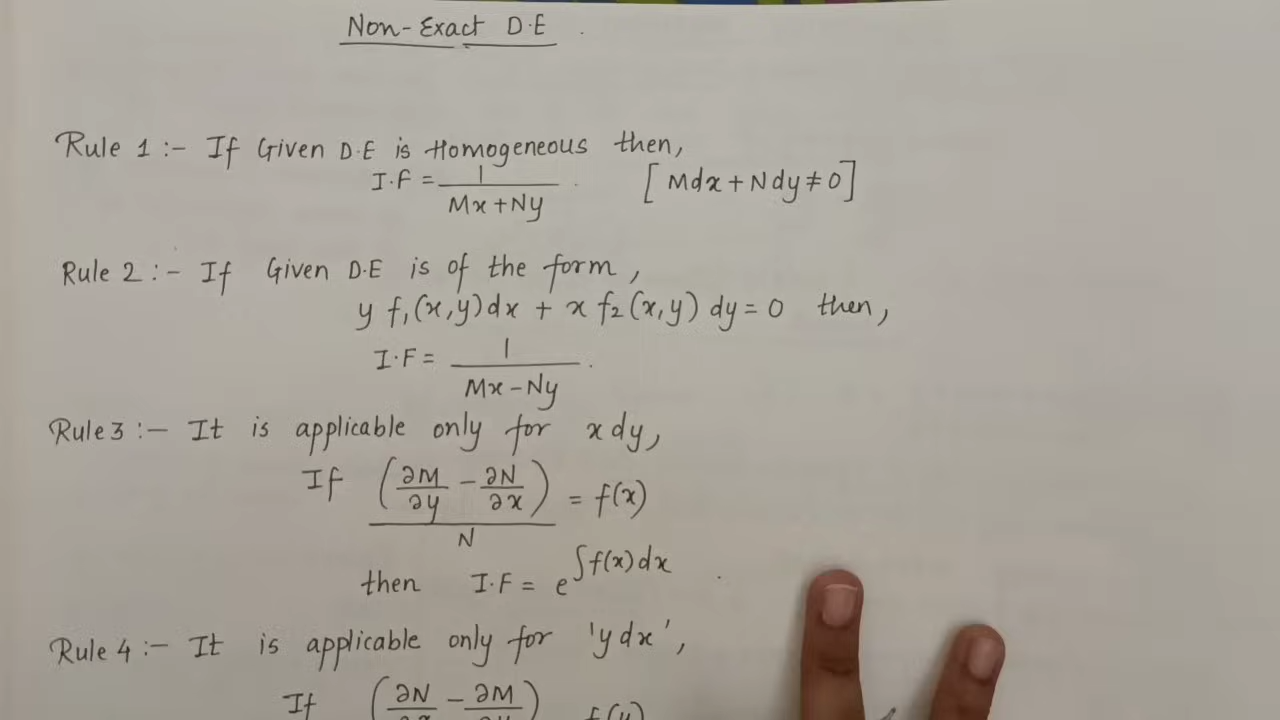 Non-Exact D.E
Rule 1:- If Given D.E is Homogeneous then,
I.F = 1/(Mx+Ny) [Mdx+Ndy≠0]
Rule 2:- If Given D.E is of the form,
y f₁(x,y)dx + x f₂(x,y) dy=0 then,
I.F = 1/(Mx-Ny)
Rule 3:- It is applicable only for x dy,
If (∂M/∂y - ∂N/∂x)/N = f(x)
then I.F = e^∫f(x)dx
Rule 4:- It is applicable only for 'y dx',
If (∂N/∂x - ∂M/∂y) f(y)